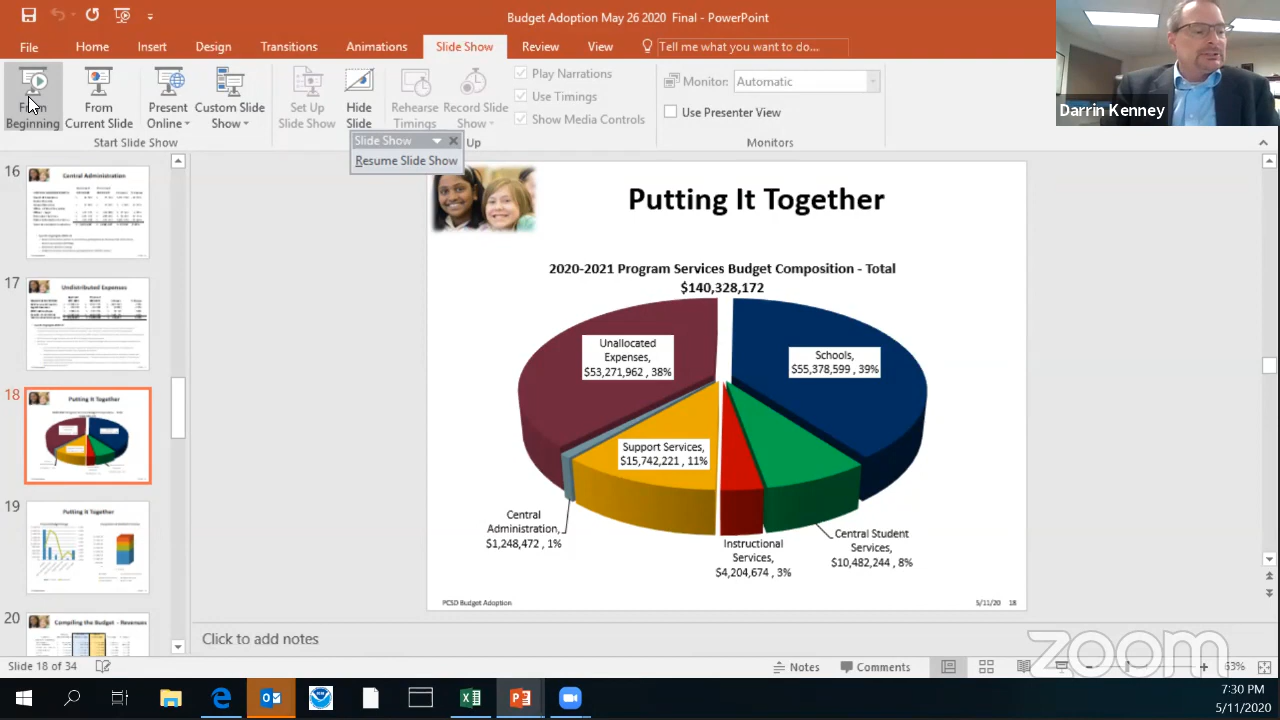 Budget Adoption May 26 2020 Final - PowerPoint
File Home Insert Design Transitions Animations Slide Show Review View Tell me what you want to do...
Darrin Kenney
From Beginning
From Current Slide
Present Online
Custom Slide Show
Set Up Slide Show
Hide Slide
Rehearse Timings
Record Slide Show
Play Narrations
Use Timings
Show Media Controls
Monitor: Automatic
Use Presenter View
Start Slide Show
Up
Monitors
Slide Show
Resume Slide Show
16
Central Administration
17
Undistributed Expenses
18
Putting It Together
19
Putting It Together
20
Compiling the Budget - Revenues
Putting It Together
2020-2021 Program Services Budget Composition - Total
$140,328,172
Unallocated
Expenses,
$53,271,962 , 38%
Schools,
$55,378,599 , 39%
Support Services,
$15,742,221 , 11%
Central
Administration,
$1,248,472 , 1%
Instructional
Services,
$4,204,674 , 3%
Central Student
Services,
$10,482,244 , 8%
PCSD Budget Adoption
5/11/20 18
Click to add notes
zoom
Slide 18 of 34
Notes Comments
63%
7:30 PM
5/11/2020